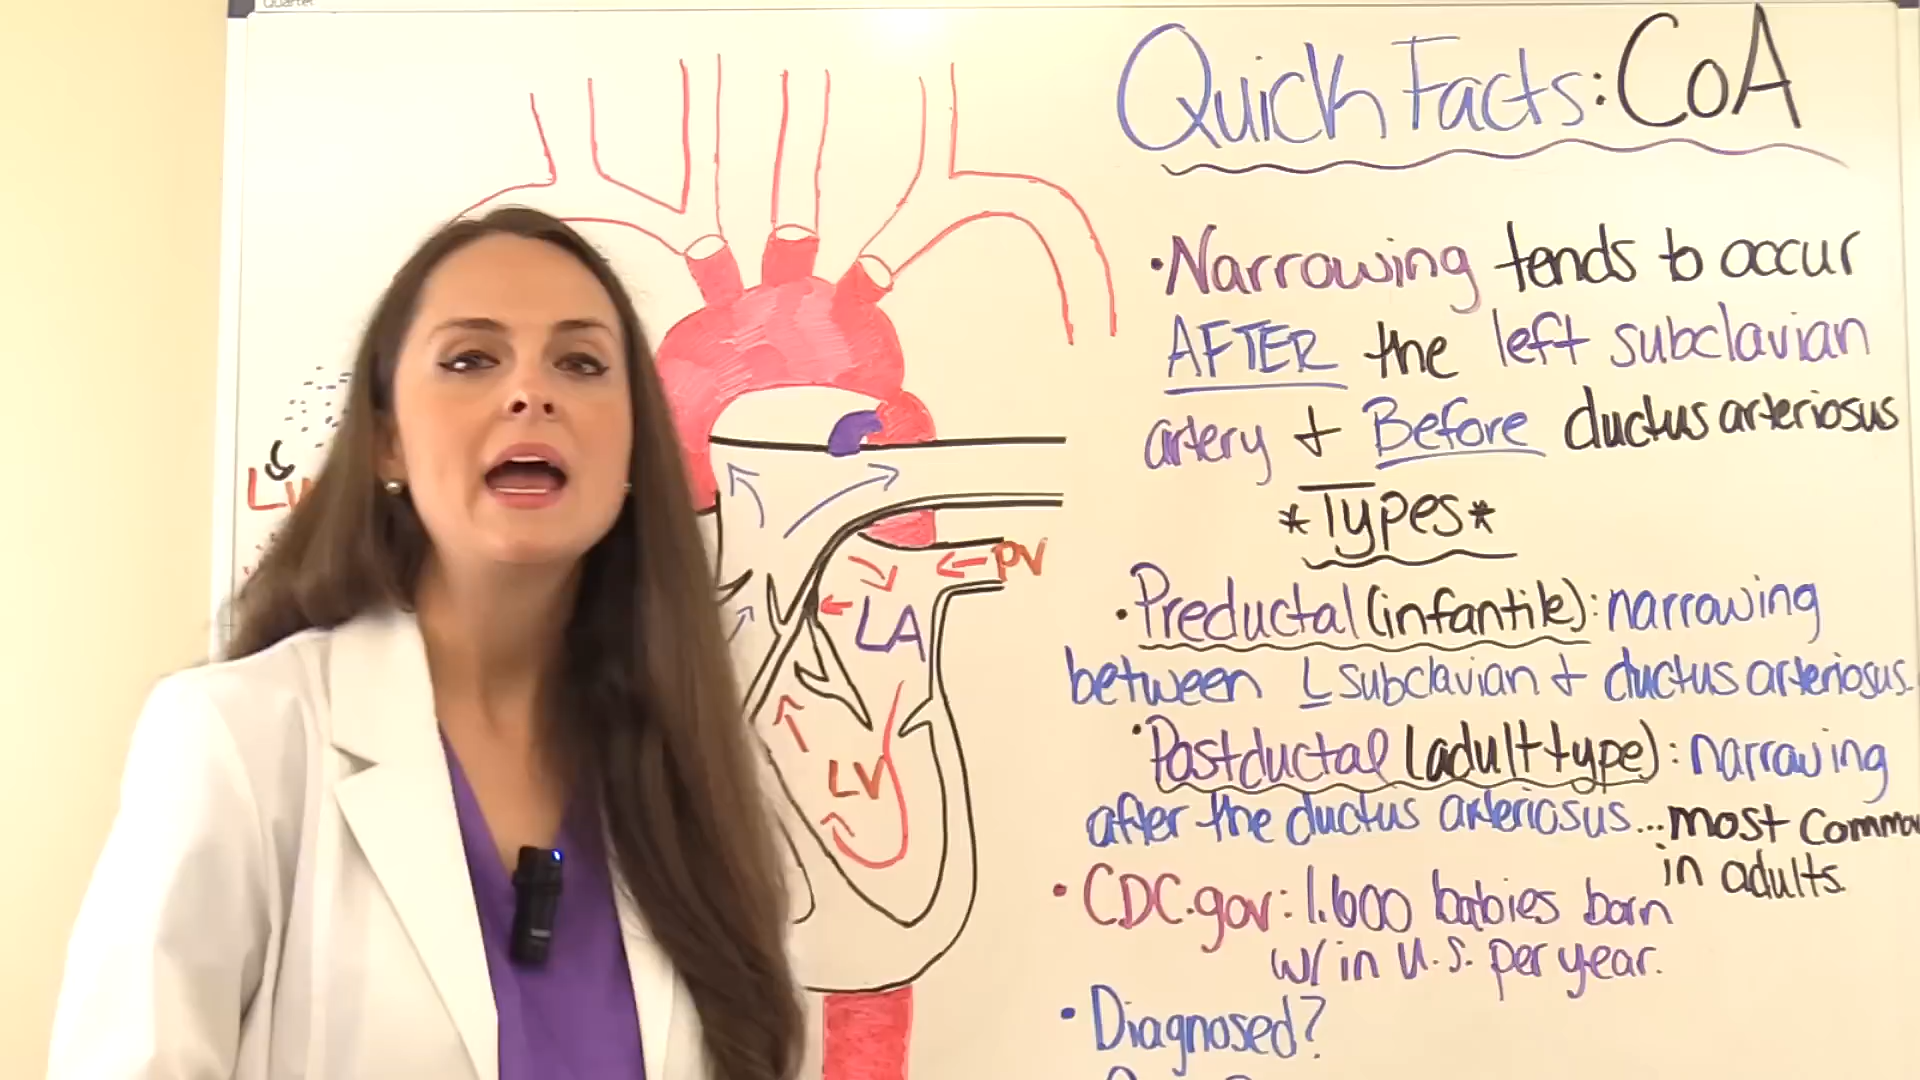 Quartet
Quick Facts: CoA
•Narrowing tends to occur
AFTER the left subclavian
artery + Before ductus arteriosus
*Types*
•Preductal (infantile): narrowing
between L subclavian + ductus arteriosus.
•Postductal (adult type): narrowing
after the ductus arteriosus...most common
in adults.
•CDC.gov: 1,600 babies born
w/ in U.S. per year.
•Diagnosed?
PV
LA
LV